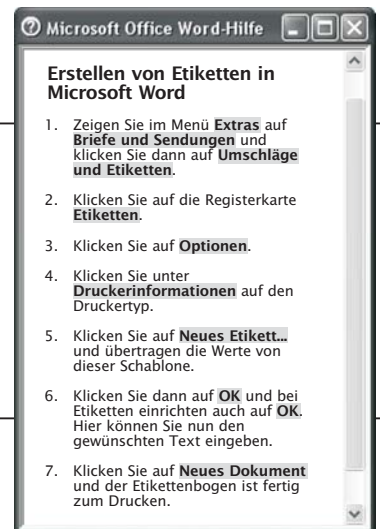 Microsoft Office Word-Hilfe
Erstellen von Etiketten in
Microsoft Word
1. Zeigen Sie im Menü Extras auf
Briefe und Sendungen und
klicken Sie dann auf Umschläge
und Etiketten.
2. Klicken Sie auf die Registerkarte
Etiketten.
3. Klicken Sie auf Optionen.
4. Klicken Sie unter
Druckerinformationen auf den
Druckertyp.
5. Klicken Sie auf Neues Etikett...
und übertragen die Werte von
dieser Schablone.
6. Klicken Sie dann auf OK und bei
Etiketten einrichten auch auf OK.
Hier können Sie nun den
gewünschten Text eingeben.
7. Klicken Sie auf Neues Dokument
und der Etikettenbogen ist fertig
zum Drucken.